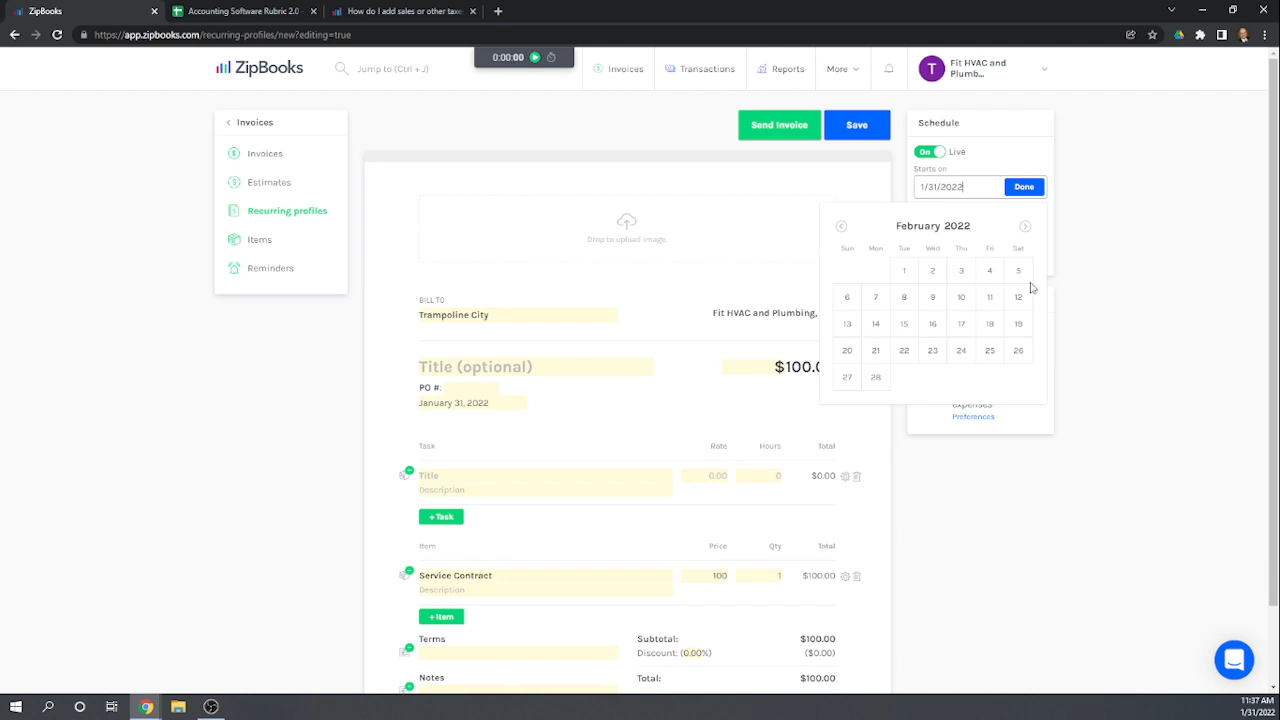 ZipBooks
Accounting Software Rubric 2.0 -
How do I add sales or other taxe
https://app.zipbooks.com/recurring-profiles/new?editing=true
0:00:00
ZipBooks
Jump to (Ctrl + J)
Invoices
Transactions
Reports
More
T
Fit HVAC and
Plumb...
Invoices
Invoices
Estimates
Recurring profiles
Items
Reminders
Send Invoice
Save
Schedule
On
Live
Starts on
1/31/2022
Done
February 2022
Sun Mon Tue Wed Thu Fri Sat
1 2 3 4 5
6 7 8 9 10 11 12
13 14 15 16 17 18 19
20 21 22 23 24 25 26
27 28
expenses
Preferences
Drop to upload image.
BILL TO
Trampoline City
Fit HVAC and Plumbing,
Title (optional)
$100.0
PO #:
January 31, 2022
Task Rate Hours Total
Title 0.00 0 $0.00
Description
+ Task
Item Price Qty Total
Service Contract 100 1 $100.00
Description
+ Item
Terms
Subtotal: $100.00
Discount: (0.00%) ($0.00)
Notes
Total: $100.00
11:37 AM
1/31/2022